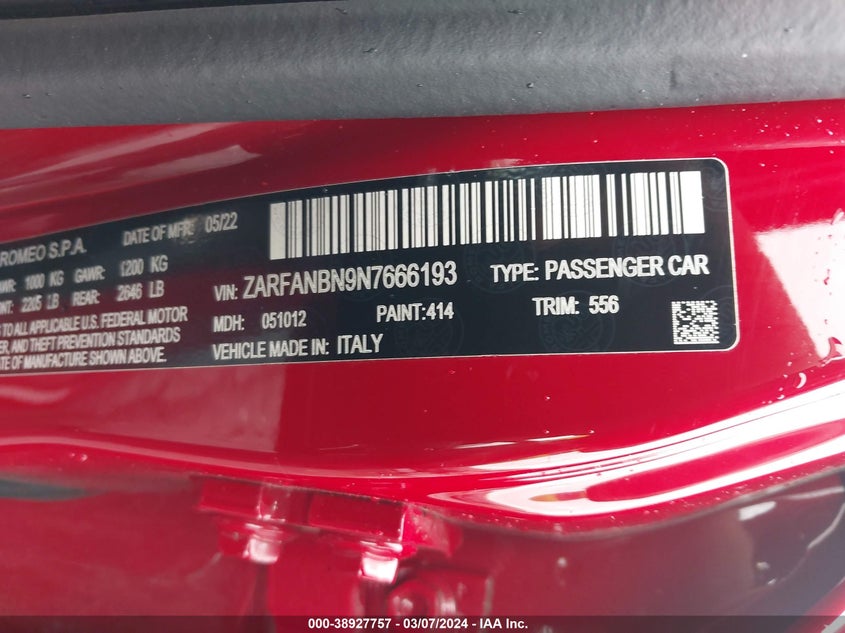 ROMEO S.P.A. DATE OF MFR: 05/22
GAWR: 1000 KG GAWR: 1200 KG
2205 LB REAR: 2646 LB
TO ALL APPLICABLE U.S. FEDERAL MOTOR
AND THEFT PREVENTION STANDARDS
OF MANUFACTURE SHOWN ABOVE.
VIN: ZARFANBN9N7666193 TYPE: PASSENGER CAR
MDH: 051012 PAINT:414 TRIM: 556
VEHICLE MADE IN: ITALY
000-38927757 - 03/07/2024 - IAA Inc.